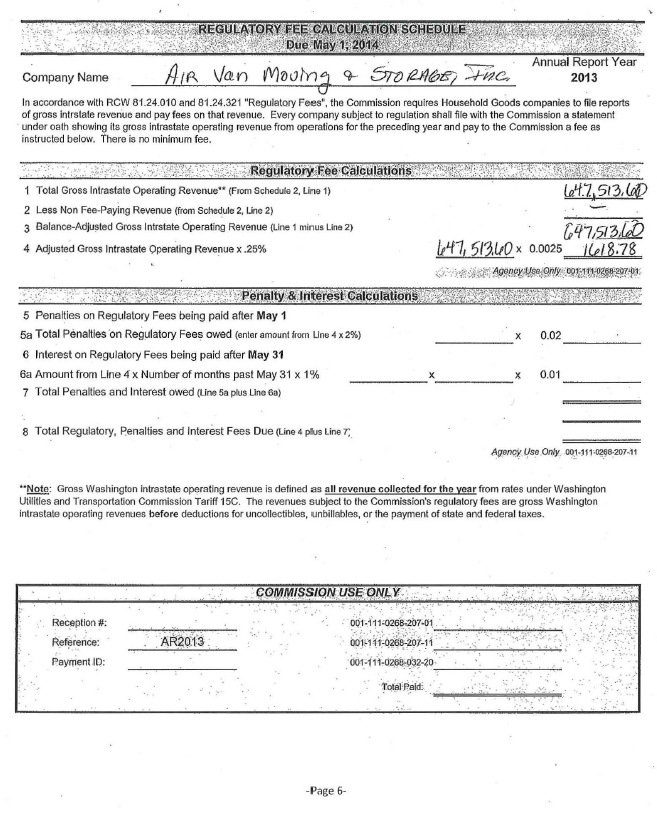 REGULATORY FEE CALCULATION SCHEDULE
Due May 1, 2014
Annual Report Year
Company Name AIR Van Moving & STORAGE, Inc. 2013
In accordance with RCW 81.24.010 and 81.24.321 "Regulatory Fees", the Commission requires Household Goods companies to file reports
of gross intrstate revenue and pay fees on that revenue. Every company subject to regulation shall file with the Commission a statement
under oath showing its gross intrastate operating revenue from operations for the preceding year and pay to the Commission a fee as
instructed below. There is no minimum fee.
Regulatory Fee Calculations
1 Total Gross Intrastate Operating Revenue** (From Schedule 2, Line 1) 647,513.60
2 Less Non Fee-Paying Revenue (from Schedule 2, Line 2) —
3 Balance-Adjusted Gross Intrstate Operating Revenue (Line 1 minus Line 2) 647,513.60
4 Adjusted Gross Intrastate Operating Revenue x .25% 647,513.60 x 0.0025 1618.78
Agency Use Only 001-111-0268-207-01
Penalty & Interest Calculations
5 Penalties on Regulatory Fees being paid after May 1
5a Total Penalties on Regulatory Fees owed (enter amount from Line 4 x 2%) x 0.02
6 Interest on Regulatory Fees being paid after May 31
6a Amount from Line 4 x Number of months past May 31 x 1% x x 0.01
7 Total Penalties and Interest owed (Line 5a plus Line 6a)
8 Total Regulatory, Penalties and Interest Fees Due (Line 4 plus Line 7)
Agency Use Only 001-111-0268-207-11
**Note: Gross Washington intrastate operating revenue is defined as all revenue collected for the year from rates under Washington
Utilities and Transportation Commission Tariff 15C. The revenues subject to the Commission's regulatory fees are gross Washington
intrastate operating revenues before deductions for uncollectibles, unbillables, or the payment of state and federal taxes.
COMMISSION USE ONLY
Reception #: 001-111-0268-207-01
Reference: AR2013 001-111-0268-207-11
Payment ID: 001-111-0268-032-20
Total Paid:
-Page 6-